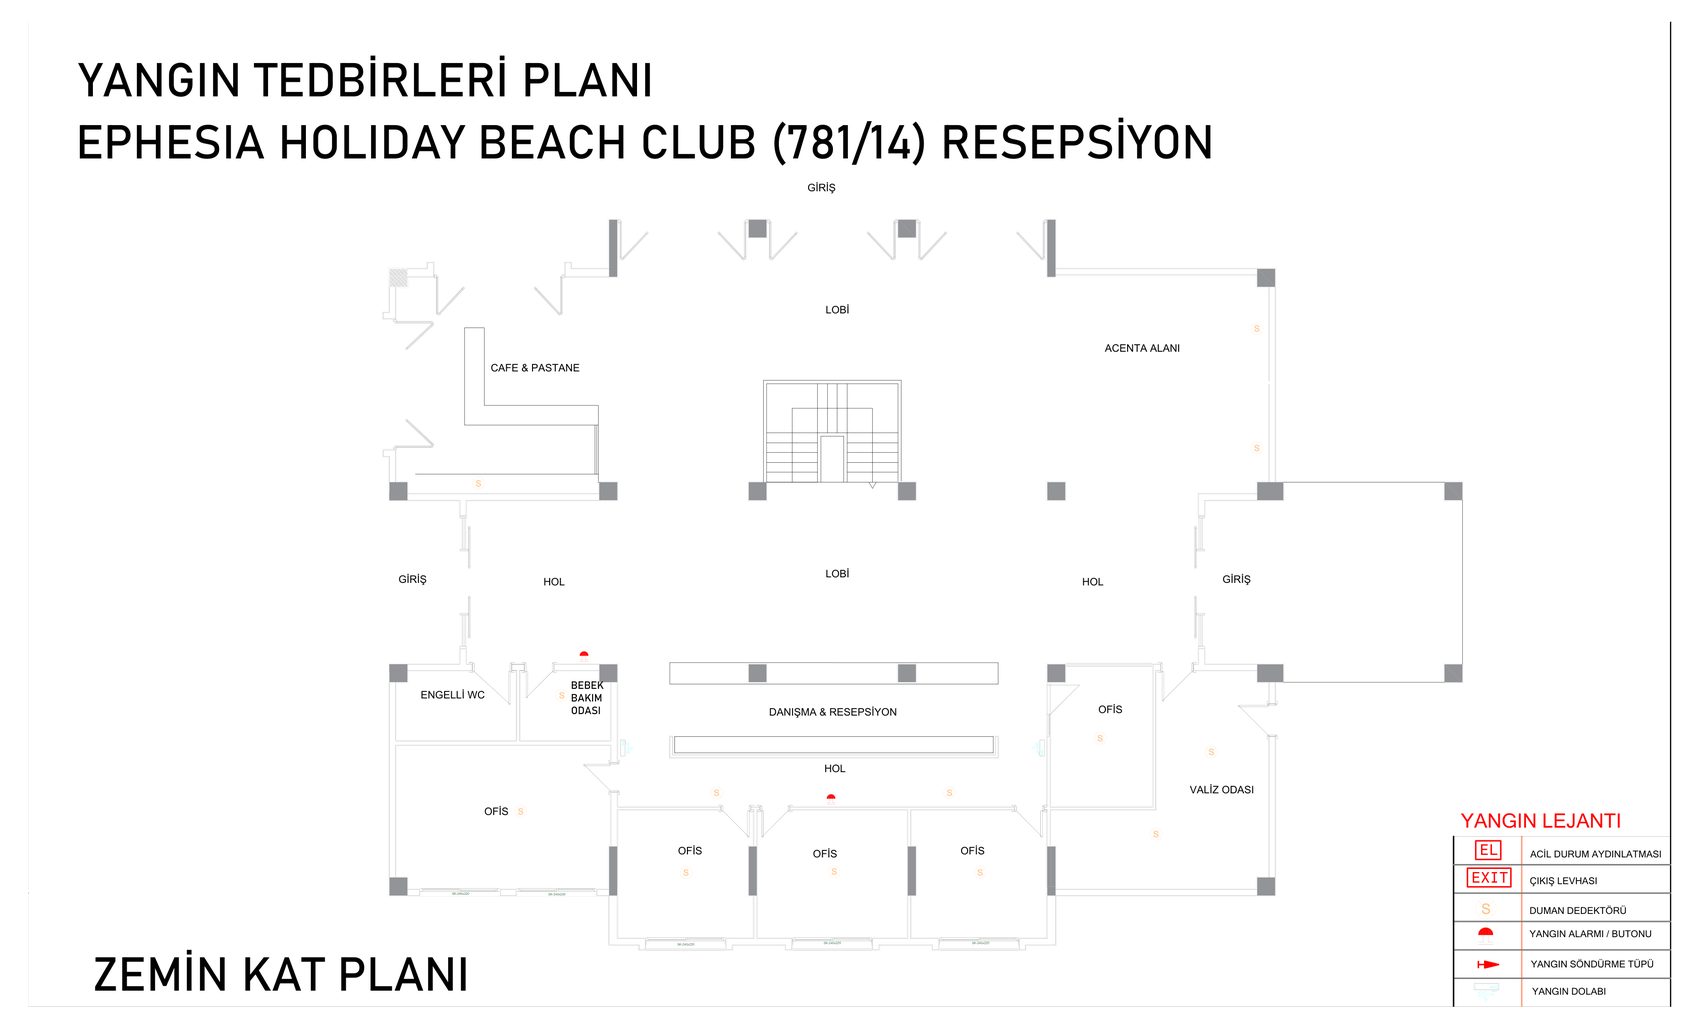 YANGIN TEDBİRLERİ PLANI
EPHESIA HOLIDAY BEACH CLUB (781/14) RESEPSİYON
GİRİŞ
LOBİ
ACENTA ALANI
S
CAFE & PASTANE
S
S
LOBİ
GİRİŞ
HOL
HOL
GİRİŞ
ENGELLİ WC
S
BEBEK
BAKIM
ODASI
DANIŞMA & RESEPSİYON
OFİS
S
S
HOL
VALİZ ODASI
S
S
OFİS
S
S
OFİS
OFİS
OFİS
S
S
S
YANGIN LEJANTI
EL
ACİL DURUM AYDINLATMASI
EXIT
ÇIKIŞ LEVHASI
S
DUMAN DEDEKTÖRÜ
YANGIN ALARMI / BUTONU
YANGIN SÖNDÜRME TÜPÜ
YANGIN DOLABI
ZEMİN KAT PLANI